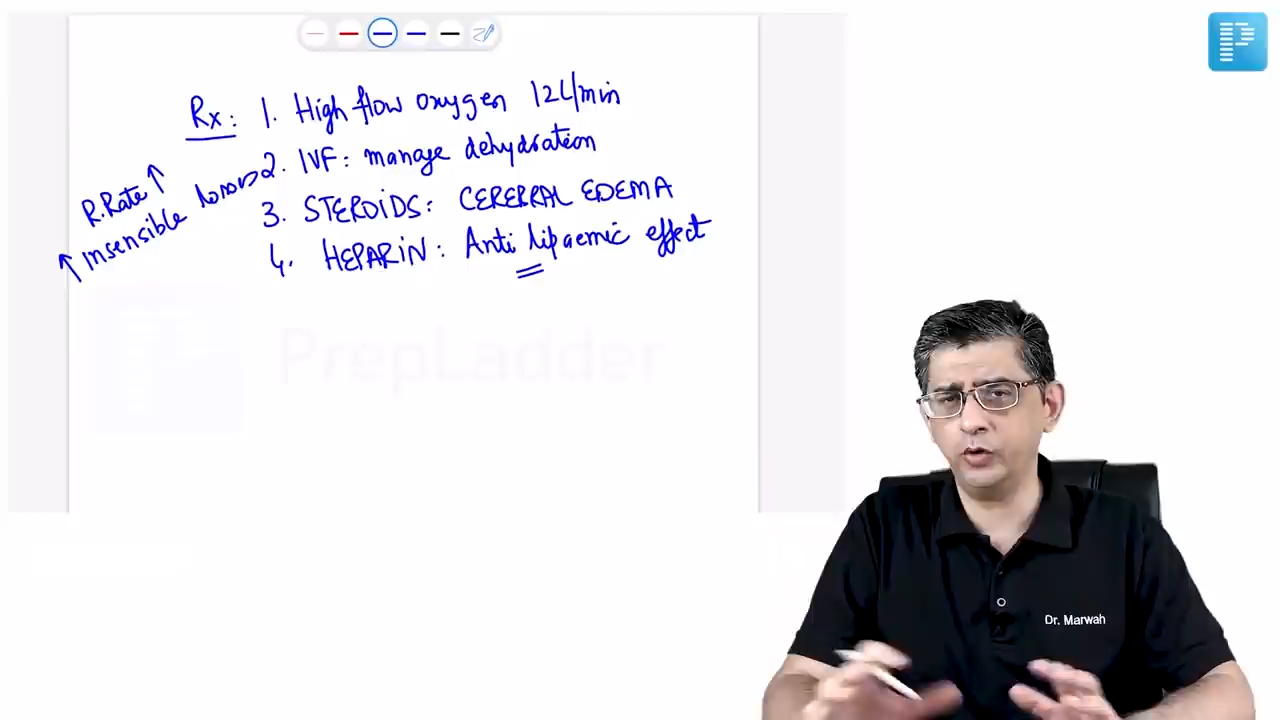 Rx: 1. High flow oxygen 12L/min
2. IVF: manage dehydration
3. STEROIDS: CEREBRAL EDEMA
4. HEPARIN: Anti lipaemic effect
R.Rate ↑
↑ insensible losses
PrepLadder
Dr. Marwah